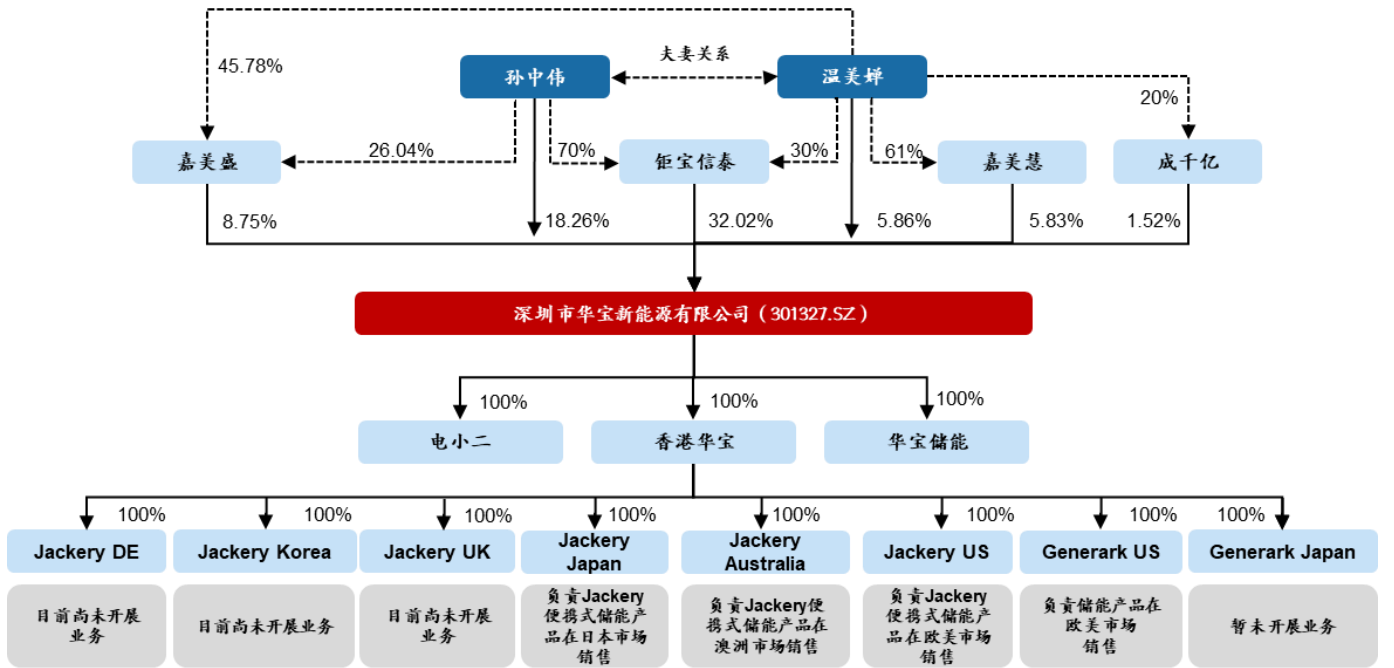 夫妻关系
45.78%
孙中伟
温美婵
20%
嘉美盛
26.04%
70%
钜宝信泰
30%
61%
嘉美慧
成千亿
8.75%
18.26%
32.02%
5.86%
5.83%
1.52%
深圳市华宝新能源有限公司（301327.SZ）
100%
100%
100%
电小二
香港华宝
华宝储能
100%
100%
100%
100%
100%
100%
100%
100%
Jackery DE
Jackery Korea
Jackery UK
Jackery
Japan
Jackery
Australia
Jackery US
Generark US
Generark Japan
目前尚未开展
业务
目前尚未开展业务
目前尚未开展
业务
负责Jackery
便携式储能产
品在日本市场
销售
负责Jackery便
携式储能产品在
澳洲市场销售
负责Jackery
便携式储能产
品在欧美市场
销售
负责储能产品在
欧美市场
销售
暂未开展业务